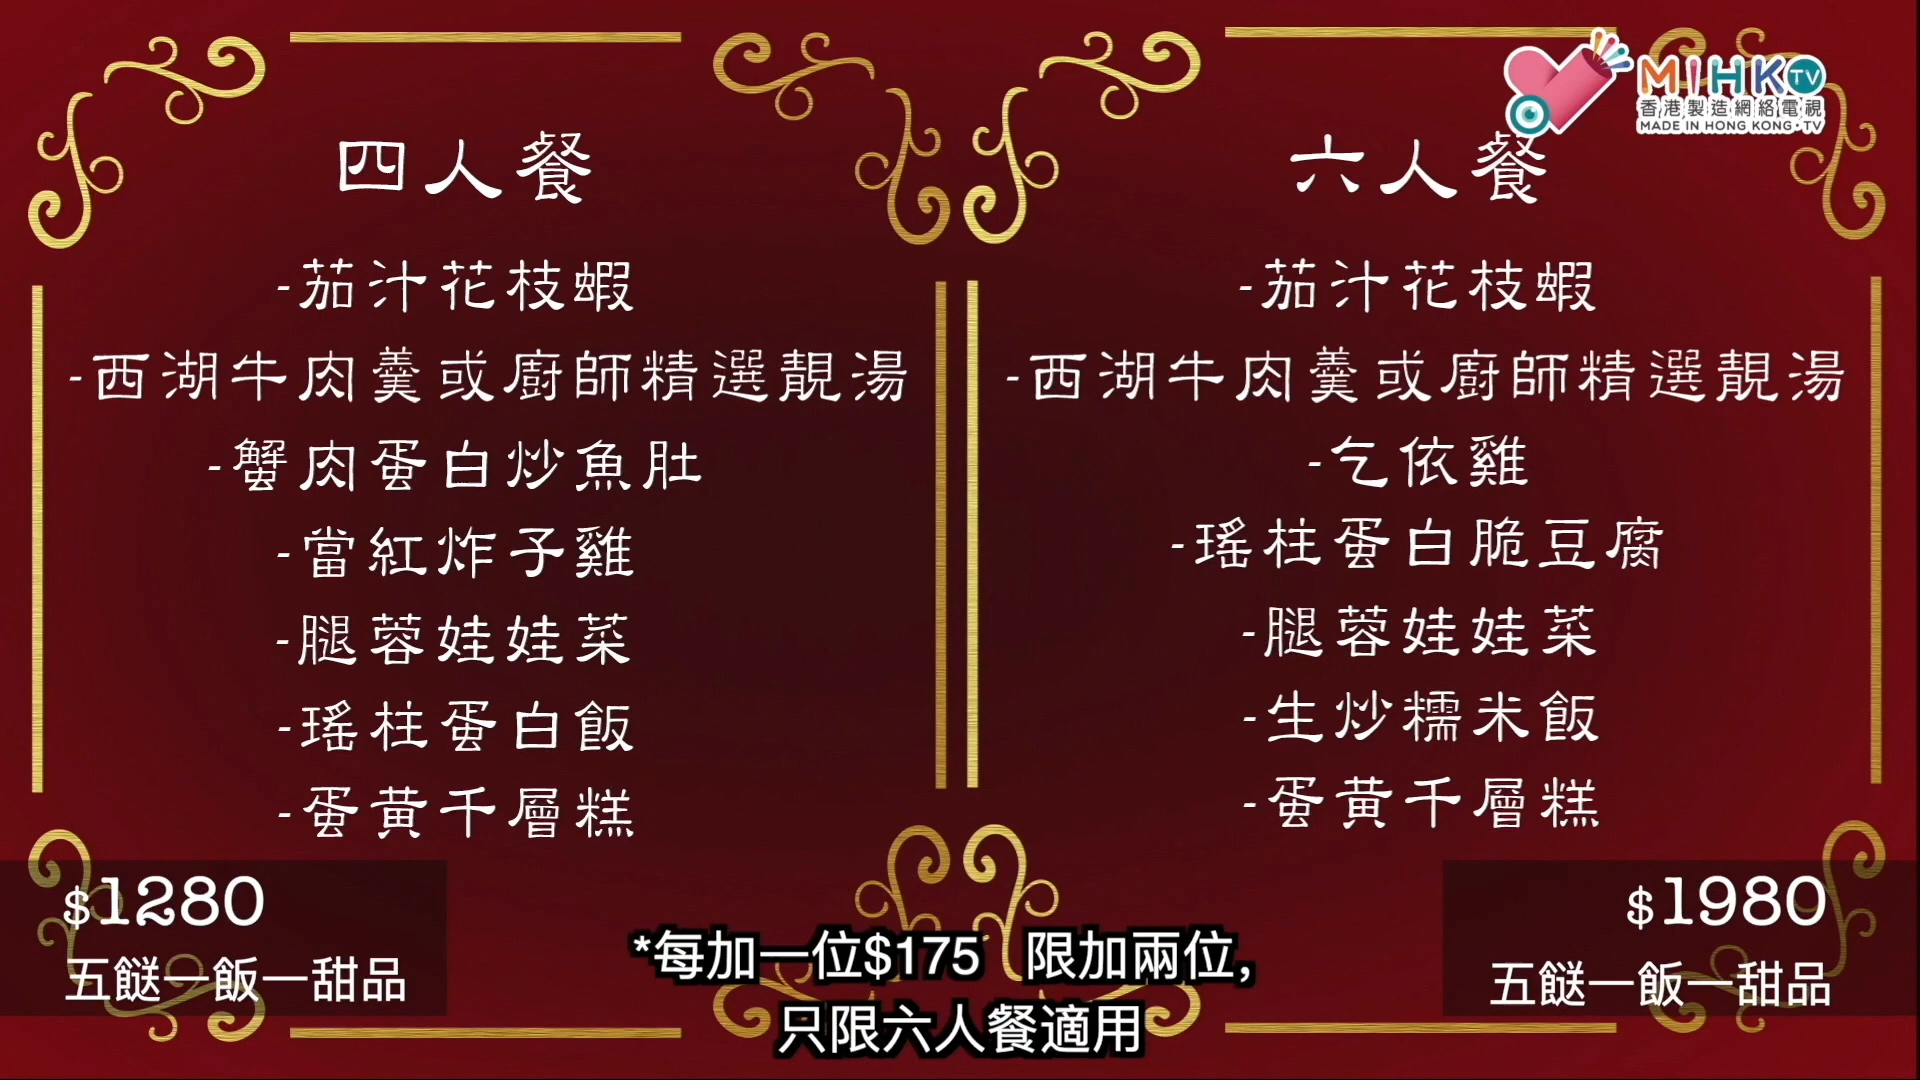 MIHK TV
香港製造網絡電視
MADE IN HONG KONG · TV
四人餐
-茄汁花枝蝦
-西湖牛肉羹或廚師精選靚湯
-蟹肉蛋白炒魚肚
-當紅炸子雞
-腿蓉娃娃菜
-瑤柱蛋白飯
-蛋黄千層糕
$1280
五餸一飯一甜品
六人餐
-茄汁花枝蝦
-西湖牛肉羹或廚師精選靚湯
-乞依雞
-瑤柱蛋白脆豆腐
-腿蓉娃娃菜
-生炒糯米飯
-蛋黄千層糕
$1980
五餸一飯一甜品
*每加一位$175 限加兩位,
只限六人餐適用